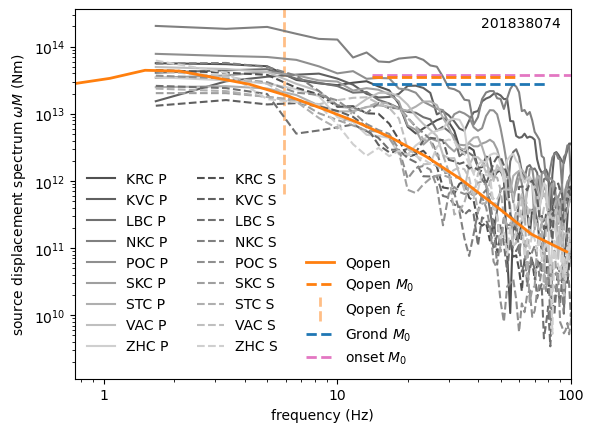 201838074
10¹⁴
10¹³
10¹²
10¹¹
10¹⁰
source displacement spectrum ωM (Nm)
KRC P
KVC P
LBC P
NKC P
POC P
SKC P
STC P
VAC P
ZHC P
KRC S
KVC S
LBC S
NKC S
POC S
SKC S
STC S
VAC S
ZHC S
Qopen
Qopen M₀
Qopen f_c
Grond M₀
onset M₀
1 10 100
frequency (Hz)